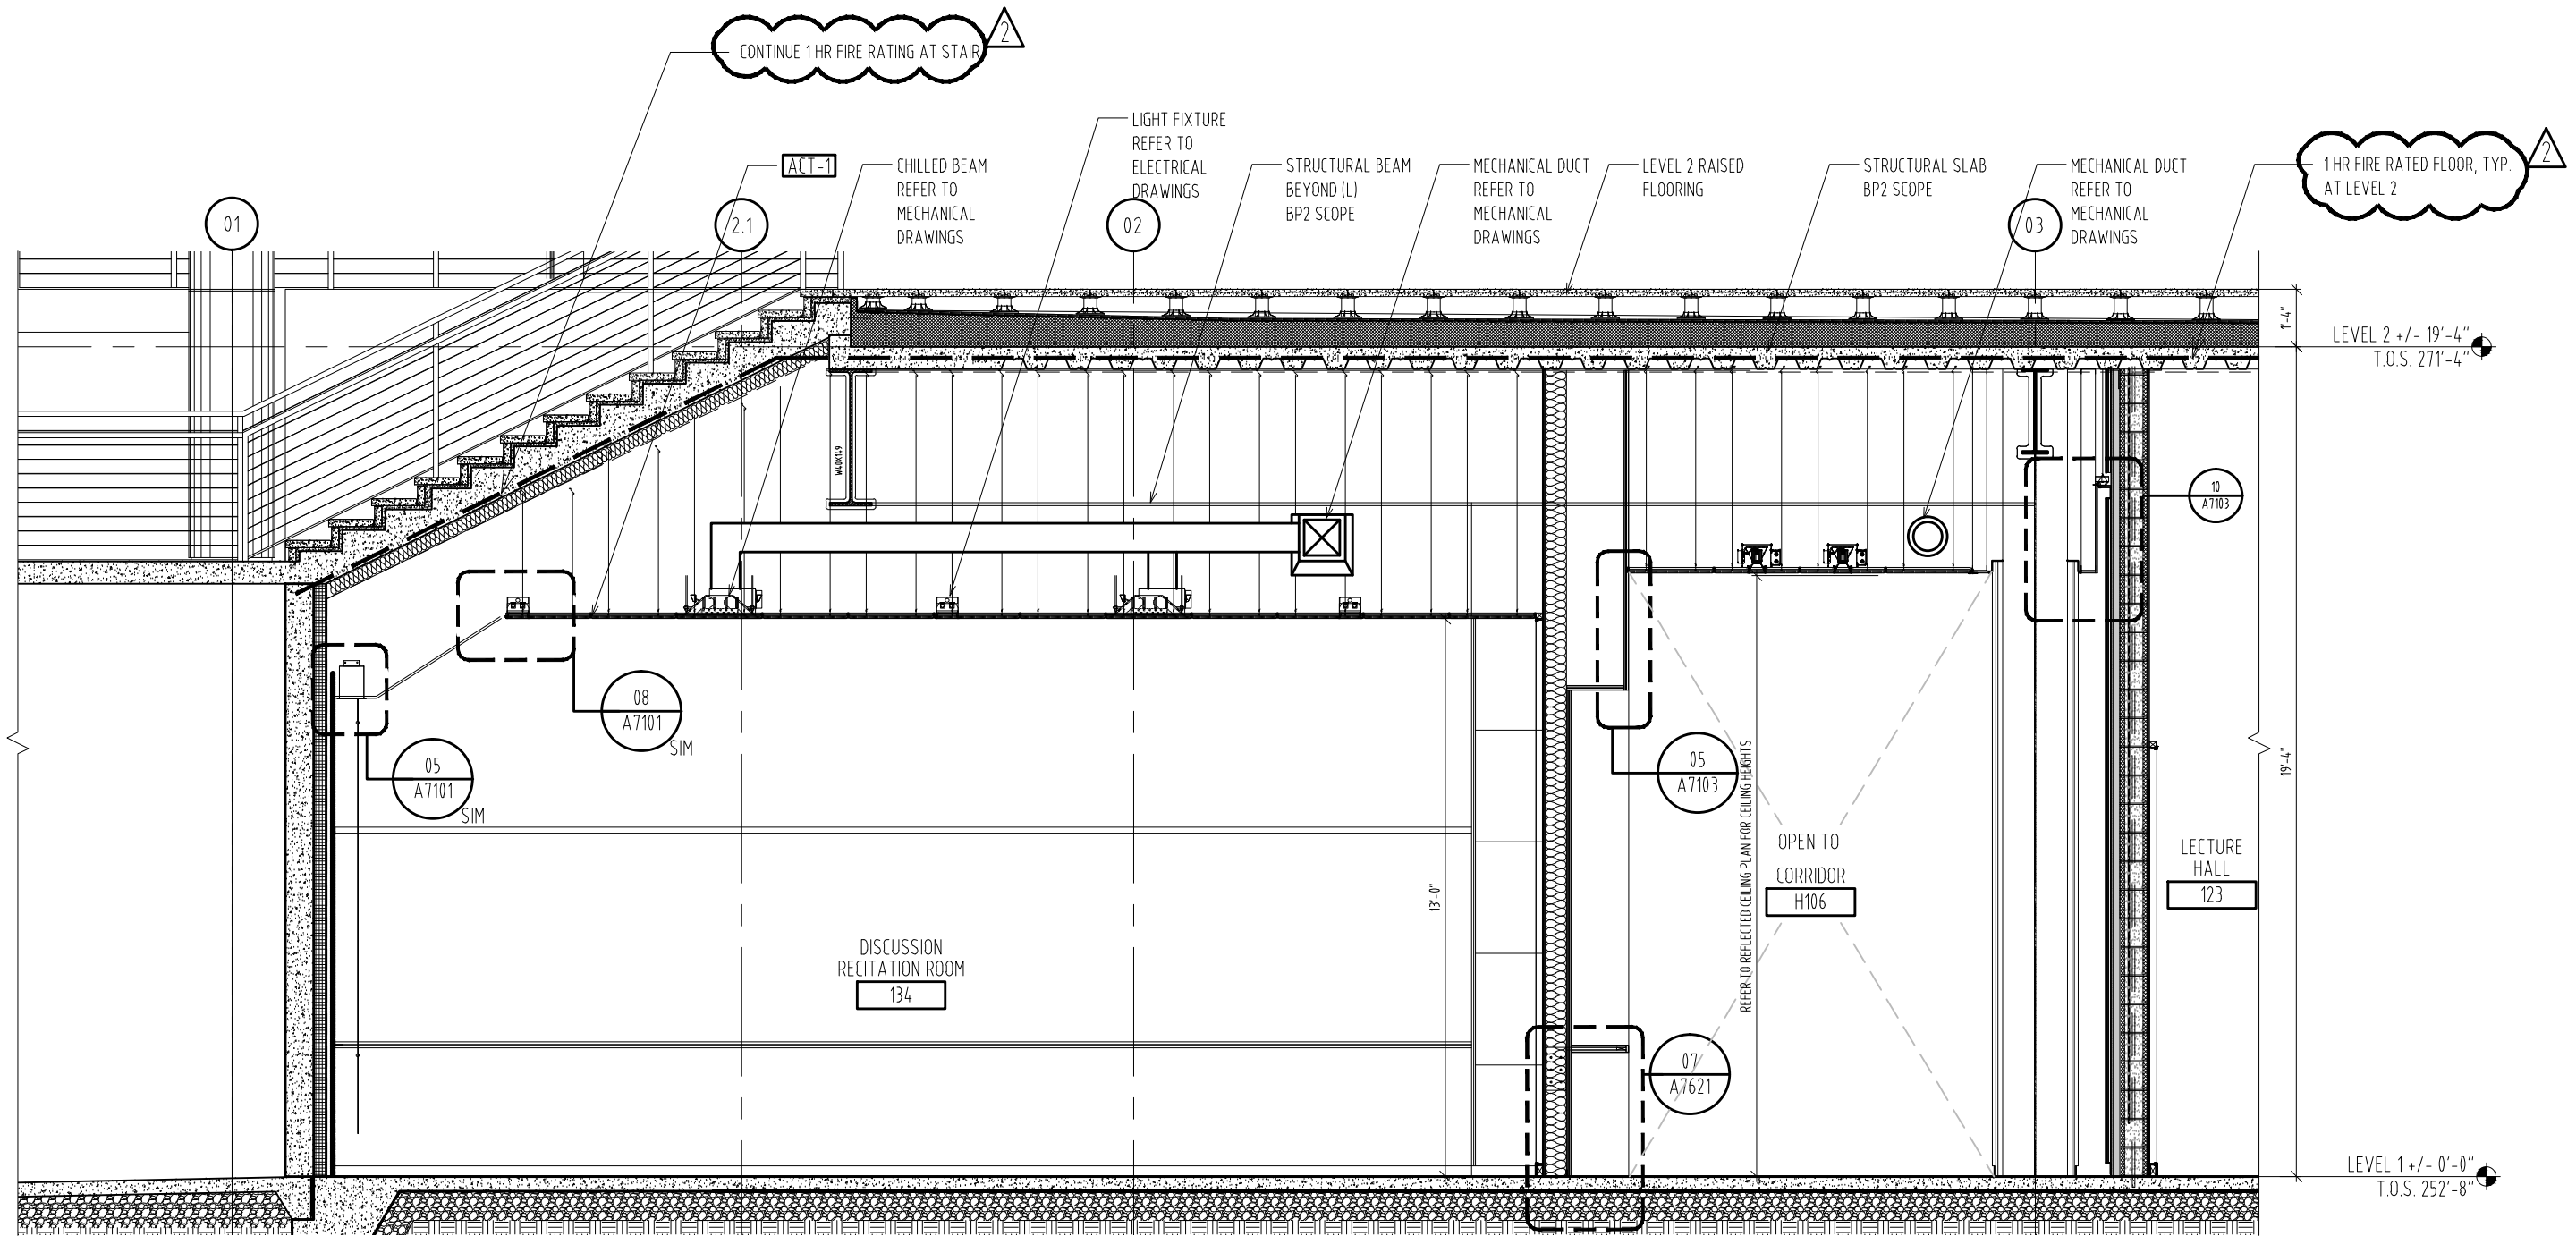 CONTINUE 1 HR FIRE RATING AT STAIR
2
LIGHT FIXTURE
REFER TO
ELECTRICAL
DRAWINGS
ACT-1
CHILLED BEAM
REFER TO
MECHANICAL
DRAWINGS
STRUCTURAL BEAM
BEYOND (L)
BP2 SCOPE
MECHANICAL DUCT
REFER TO
MECHANICAL
DRAWINGS
LEVEL 2 RAISED
FLOORING
STRUCTURAL SLAB
BP2 SCOPE
MECHANICAL DUCT
REFER TO
MECHANICAL
DRAWINGS
1 HR FIRE RATED FLOOR, TYP.
AT LEVEL 2
2
01
2.1
02
03
1'-4"
LEVEL 2 +/- 19'-4"
T.O.S. 271'-4"
W40X149
10
A7103
08
A7101
SIM
05
A7101
SIM
05
A7103
REFER TO REFLECTED CEILING PLAN FOR CEILING HEIGHTS
19'-4"
OPEN TO
CORRIDOR
H106
LECTURE
HALL
123
13'-0"
DISCUSSION
RECITATION ROOM
134
07
A7621
LEVEL 1 +/- 0'-0"
T.O.S. 252'-8"